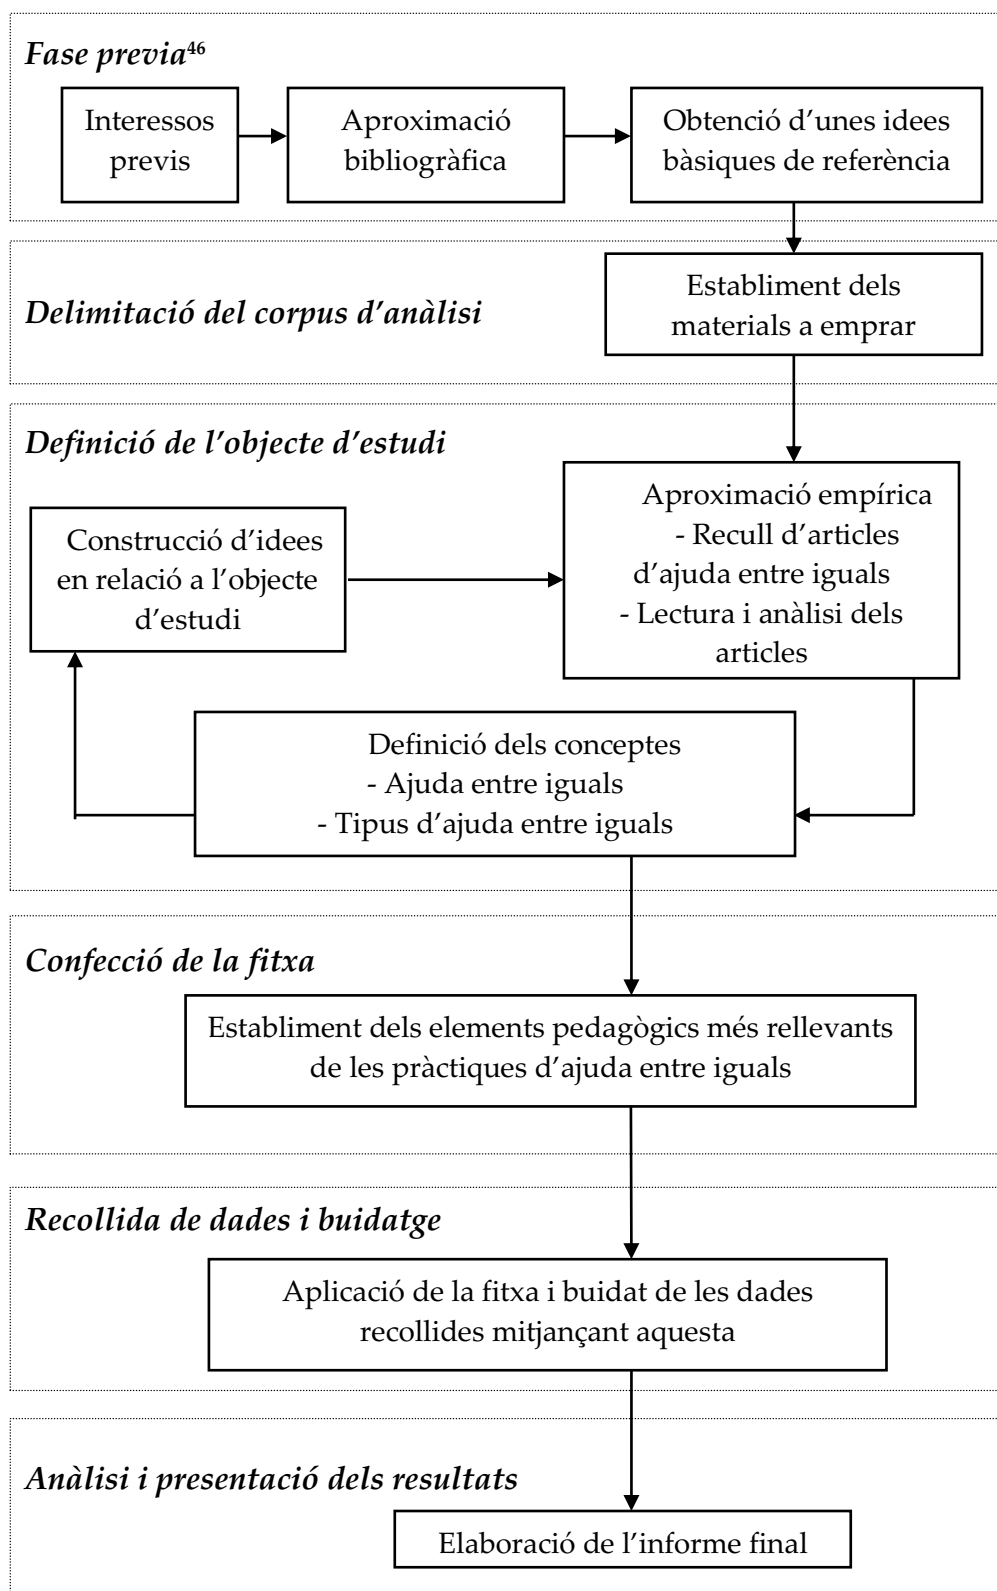 Fase previa⁴⁶
Interessos
previs
Aproximació
bibliogràfica
Obtenció d’unes idees
bàsiques de referència
Delimitació del corpus d’anàlisi
Establiment dels
materials a emprar
Definició de l’objecte d’estudi
Aproximació empírica
- Recull d’articles
d’ajuda entre iguals
- Lectura i anàlisi dels
articles
Construcció d’idees
en relació a l’objecte
d’estudi
Definició dels conceptes
- Ajuda entre iguals
- Tipus d’ajuda entre iguals
Confecció de la fitxa
Establiment dels elements pedagògics més rellevants
de les pràctiques d’ajuda entre iguals
Recollida de dades i buidatge
Aplicació de la fitxa i buidat de les dades
recollides mitjançant aquesta
Anàlisi i presentació dels resultats
Elaboració de l’informe final